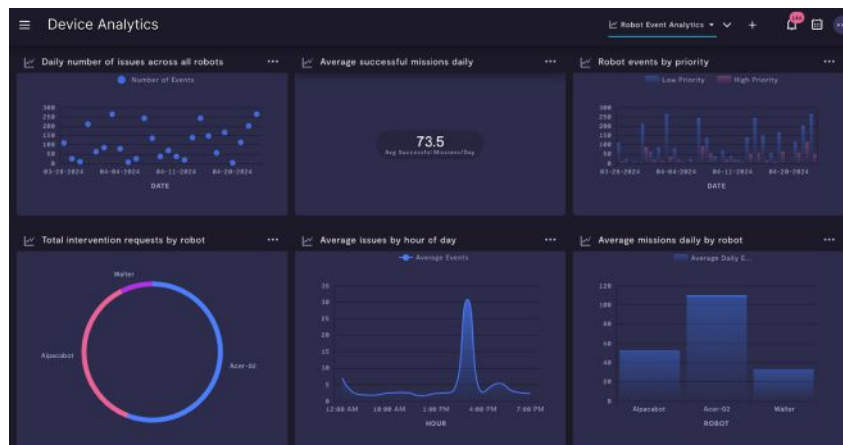 Device Analytics
Robot Event Analytics
Daily number of issues across all robots
Number of Events
300
250
200
150
100
50
0
03-28-2024 04-04-2024 04-11-2024 04-20-2024
DATE
Average successful missions daily
73.5
Avg Successful Missions/Day
Robot events by priority
Low Priority High Priority
300
250
200
150
100
50
0
03-28-2024 04-04-2024 04-11-2024 04-20-2024
DATE
Total intervention requests by robot
Walter
Alpacabot
Acer-02
Average issues by hour of day
Average Events
35
30
25
20
15
10
5
0
12:00 AM 10:00 AM 1:00 PM 4:00 PM 7:00 PM
HOUR
Average missions daily by robot
Average Daily E...
120
100
80
60
40
20
0
Alpacabot Acer-02 Walter
ROBOT